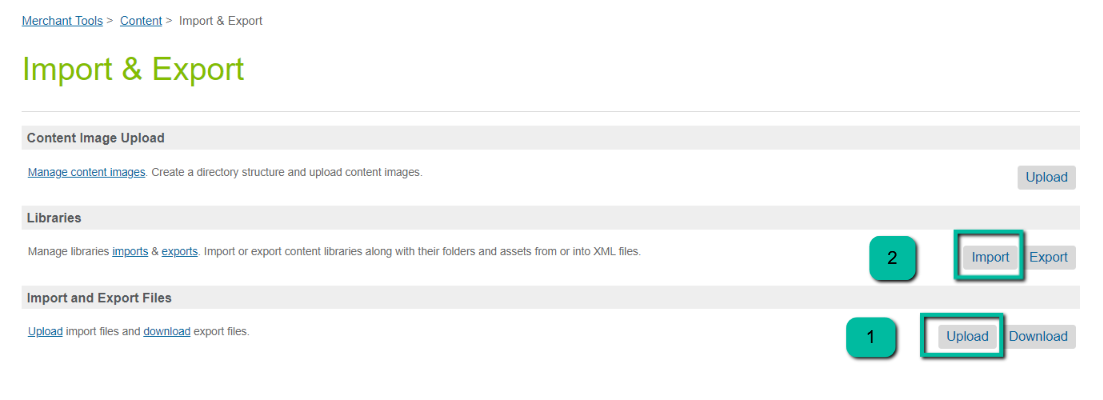 Merchant Tools > Content > Import & Export
Import & Export
Content Image Upload
Manage content images. Create a directory structure and upload content images.
Upload
Libraries
Manage libraries imports & exports. Import or export content libraries along with their folders and assets from or into XML files.
2
Import
Export
Import and Export Files
Upload import files and download export files.
1
Upload
Download